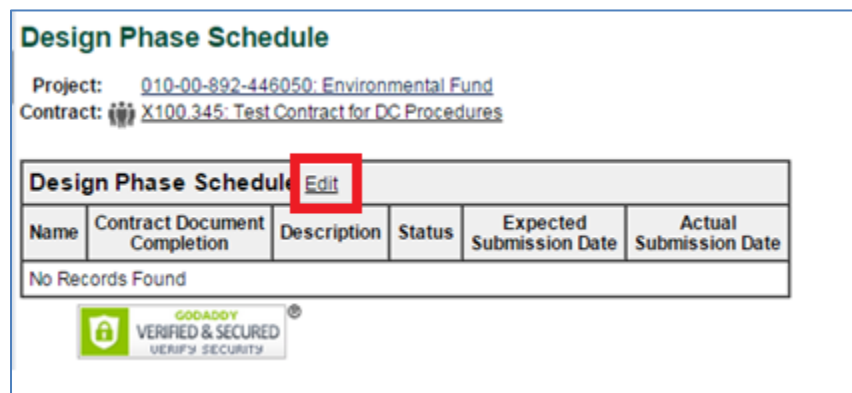 Design Phase Schedule
Project: 010-00-892-446050: Environmental Fund
Contract: X100.345: Test Contract for DC Procedures
Design Phase Schedule Edit
Name Contract Document Completion Description Status Expected Submission Date Actual Submission Date
No Records Found
GODADDY ®
VERIFIED & SECURED
VERIFY SECURITY